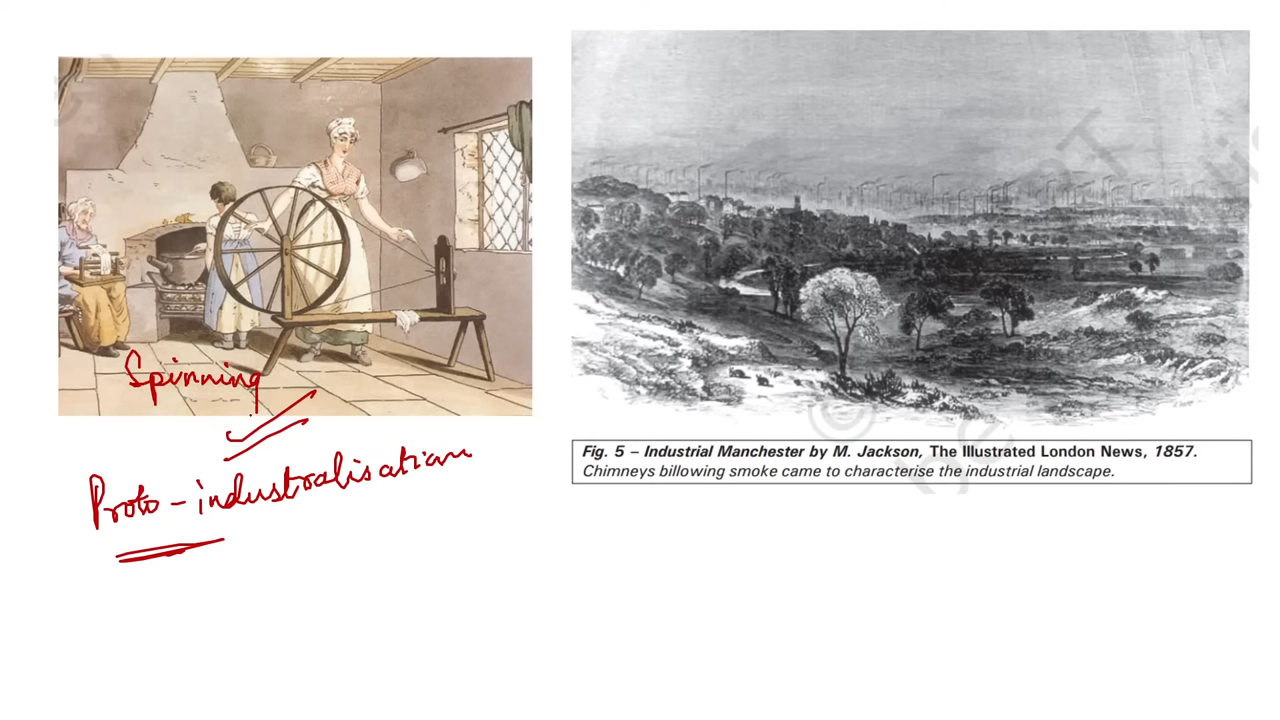 Spinning
Proto-industralisation
Fig. 5 – Industrial Manchester by M. Jackson, The Illustrated London News, 1857.
Chimneys billowing smoke came to characterise the industrial landscape.